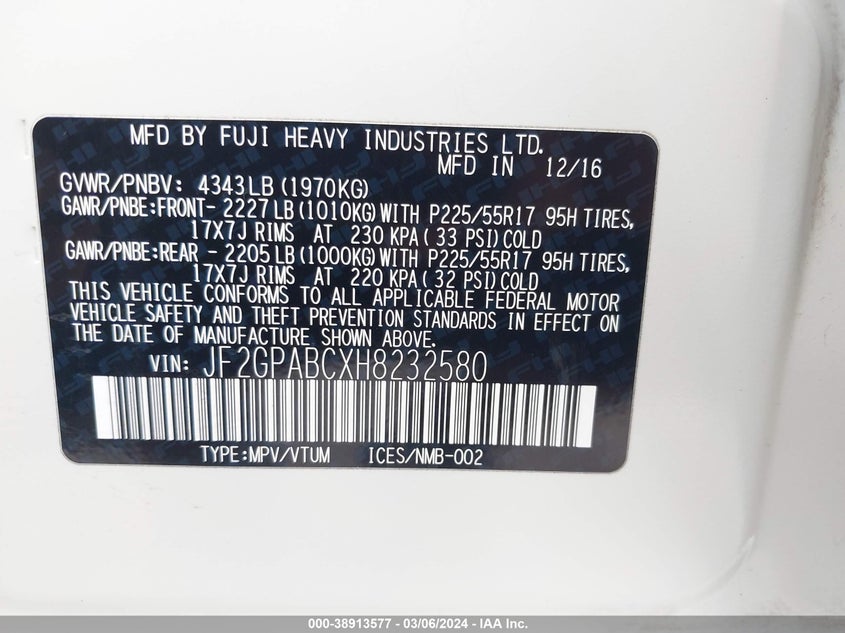 MFD BY FUJI HEAVY INDUSTRIES LTD.
MFD IN 12/16
GVWR/PNBV: 4343LB (1970KG)
GAWR/PNBE:FRONT- 2227LB (1010KG) WITH P225/55R17 95H TIRES,
17X7J RIMS AT 230 KPA ( 33 PSI) COLD
GAWR/PNBE:REAR - 2205LB (1000KG) WITH P225/55R17 95H TIRES,
17X7J RIMS AT 220 KPA ( 32 PSI) COLD
THIS VEHICLE CONFORMS TO ALL APPLICABLE FEDERAL MOTOR
VEHICLE SAFETY AND THEFT PREVENTION STANDARDS IN EFFECT ON
THE DATE OF MANUFACTURE SHOWN ABOVE.
VIN: JF2GPABCXH8232580
TYPE:MPV/VTUM ICES/NMB-002
000-38913577 - 03/06/2024 - IAA Inc.